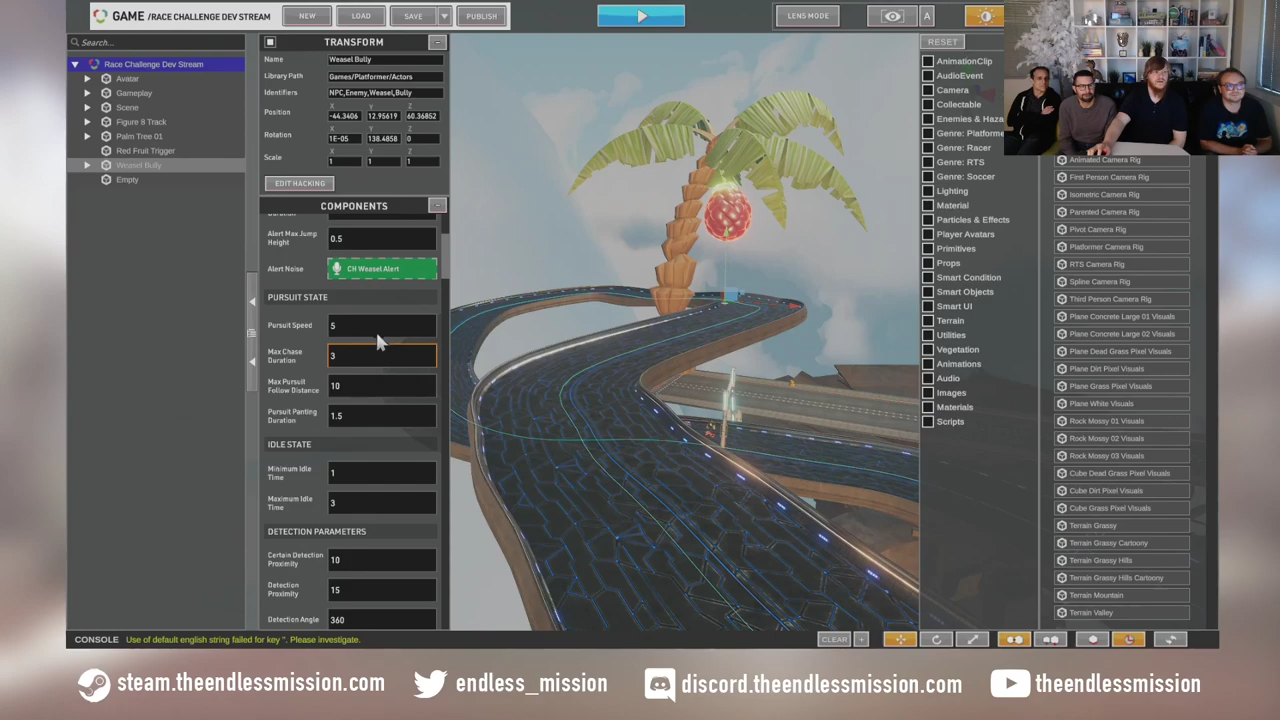 GAME /RACE CHALLENGE DEV STREAM
NEW
LOAD
SAVE
PUBLISH
LENS MODE
A
Search...
Race Challenge Dev Stream
Avatar
Gameplay
Scene
Figure 8 Track
Palm Tree 01
Red Fruit Trigger
Weasel Bully
Empty
TRANSFORM
Name
Weasel Bully
Library Path
Games/Platformer/Actors
Identifiers
NPC,Enemy,Weasel,Bully
X Y Z
Position
-44.3406 12.95619 60.36852
X Y Z
Rotation
1E-05 138.4858 0
X Y Z
Scale
1 1 1
EDIT HACKING
COMPONENTS
Duration
Alert Max Jump
Height
0.5
Alert Noise
CH Weasel Alert
PURSUIT STATE
Pursuit Speed
5
Max Chase
Duration
3
Max Pursuit
Follow Distance
10
Pursuit Panting
Duration
1.5
IDLE STATE
Minimum Idle
Time
1
Maximum Idle
Time
3
DETECTION PARAMETERS
Certain Detection
Proximity
10
Detection
Proximity
15
Detection Angle
360
RESET
AnimationClip
AudioEvent
Camera
Collectable
Enemies & Haza
Genre: Platforme
Genre: Racer
Genre: RTS
Genre: Soccer
Lighting
Material
Particles & Effects
Player Avatars
Primitives
Props
Smart Condition
Smart Objects
Smart UI
Terrain
Utilities
Vegetation
Animations
Audio
Images
Materials
Scripts
Animated Camera Rig
First Person Camera Rig
Isometric Camera Rig
Parented Camera Rig
Pivot Camera Rig
Platformer Camera Rig
RTS Camera Rig
Spline Camera Rig
Third Person Camera Rig
Plane Concrete Large 01 Visuals
Plane Concrete Large 02 Visuals
Plane Dead Grass Pixel Visuals
Plane Dirt Pixel Visuals
Plane Grass Pixel Visuals
Plane White Visuals
Rock Mossy 01 Visuals
Rock Mossy 02 Visuals
Rock Mossy 03 Visuals
Cube Dead Grass Pixel Visuals
Cube Dirt Pixel Visuals
Cube Grass Pixel Visuals
Terrain Grassy
Terrain Grassy Cartoony
Terrain Grassy Hills
Terrain Grassy Hills Cartoony
Terrain Mountain
Terrain Valley
CONSOLE Use of default english string failed for key ''. Please investigate.
CLEAR +
steam.theendlessmission.com
endless_mission
discord.theendlessmission.com
theendlessmission